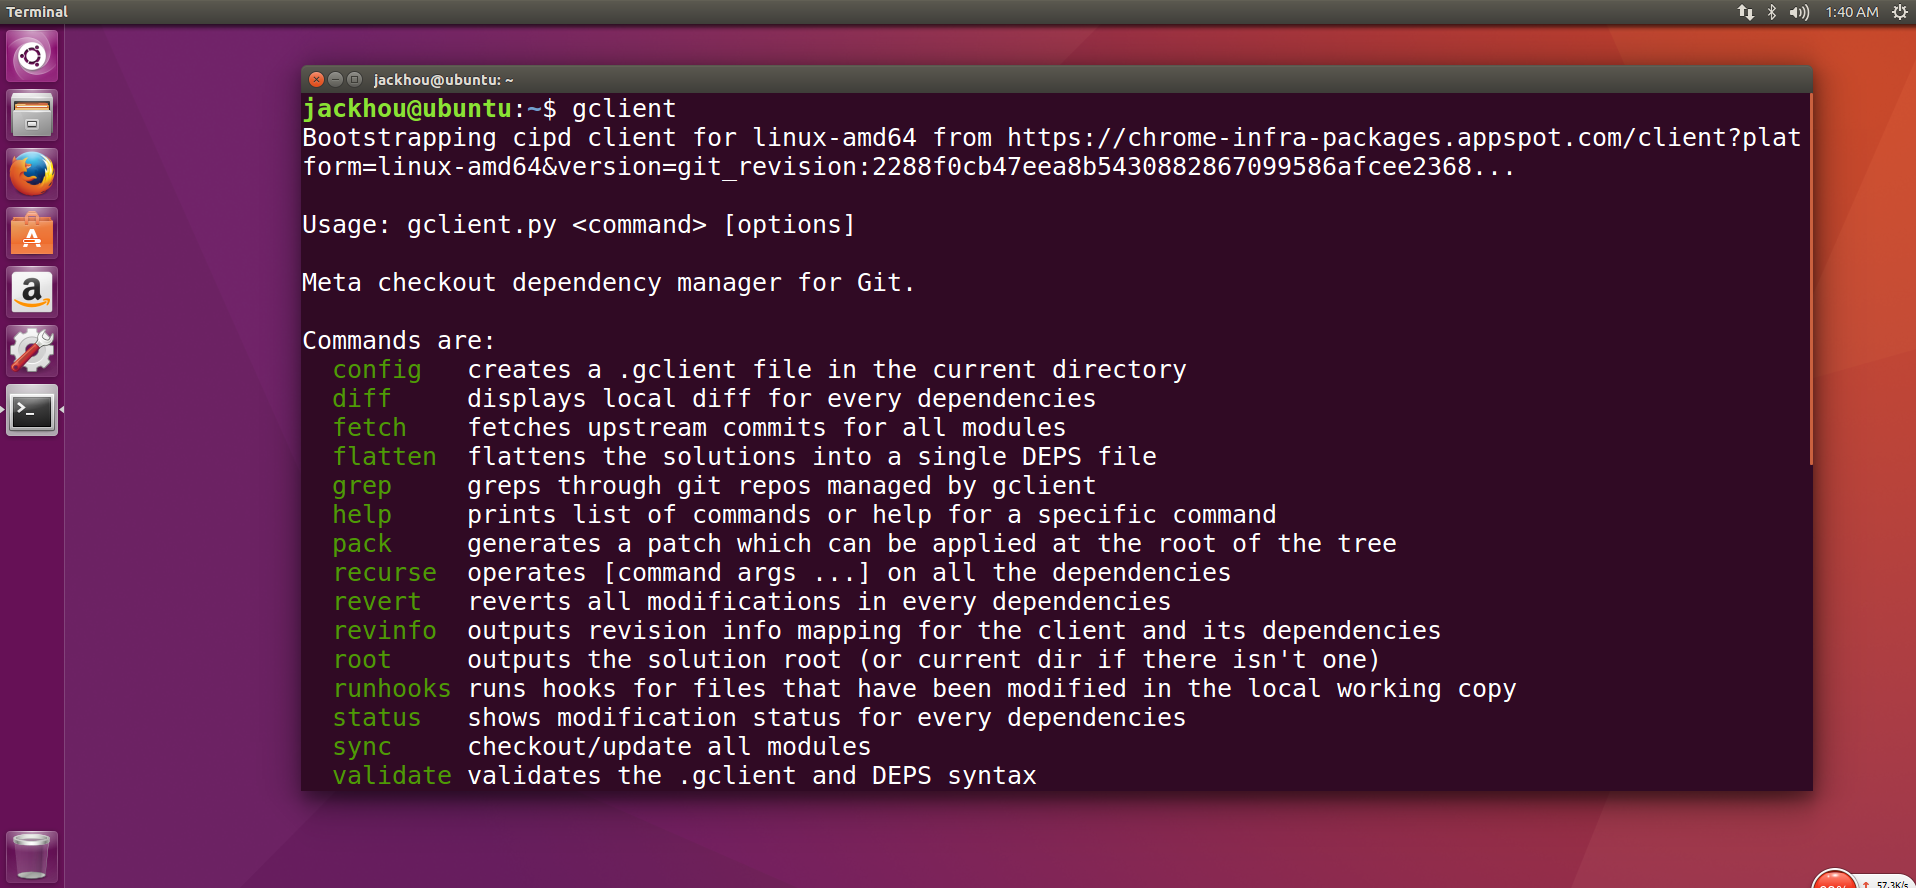 Terminal
1:40 AM
jackhou@ubuntu: ~
jackhou@ubuntu:~$ gclient
Bootstrapping cipd client for linux-amd64 from https://chrome-infra-packages.appspot.com/client?plat
form=linux-amd64&version=git_revision:2288f0cb47eea8b5430882867099586afcee2368...
Usage: gclient.py <command> [options]
Meta checkout dependency manager for Git.
Commands are:
config creates a .gclient file in the current directory
diff displays local diff for every dependencies
fetch fetches upstream commits for all modules
flatten flattens the solutions into a single DEPS file
grep greps through git repos managed by gclient
help prints list of commands or help for a specific command
pack generates a patch which can be applied at the root of the tree
recurse operates [command args ...] on all the dependencies
revert reverts all modifications in every dependencies
revinfo outputs revision info mapping for the client and its dependencies
root outputs the solution root (or current dir if there isn't one)
runhooks runs hooks for files that have been modified in the local working copy
status shows modification status for every dependencies
sync checkout/update all modules
validate validates the .gclient and DEPS syntax
57.3K/s